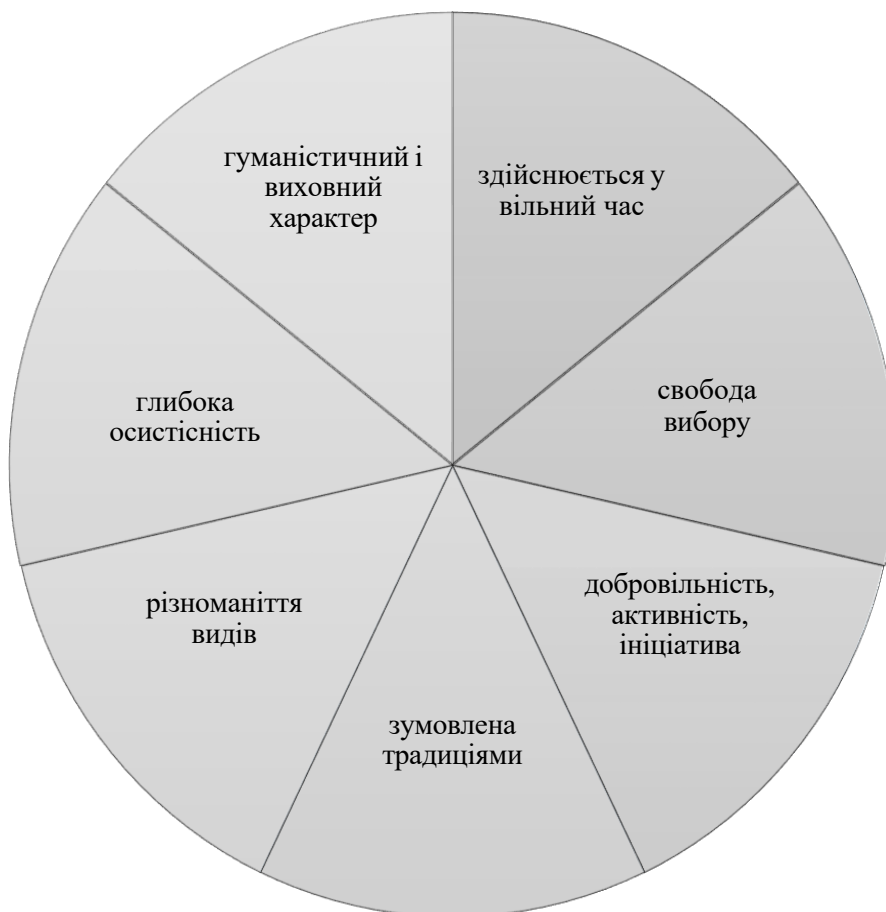 гуманістичний і
виховний
характер
здійснюється у
вільний час
свобода
вибору
добровільність,
активність,
ініціатива
зумовлена
традиціями
різноманіття
видів
глибока
осистісність